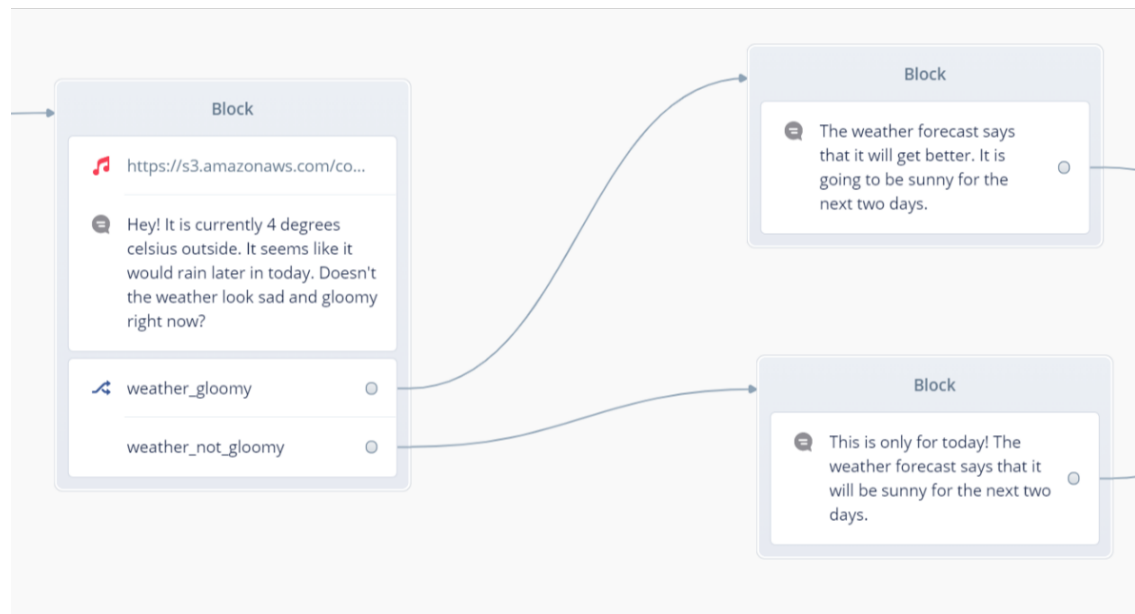 Block
https://s3.amazonaws.com/co...
Hey! It is currently 4 degrees
celsius outside. It seems like it
would rain later in today. Doesn't
the weather look sad and gloomy
right now?
weather_gloomy
weather_not_gloomy
Block
The weather forecast says
that it will get better. It is
going to be sunny for the
next two days.
Block
This is only for today! The
weather forecast says that it
will be sunny for the next two
days.